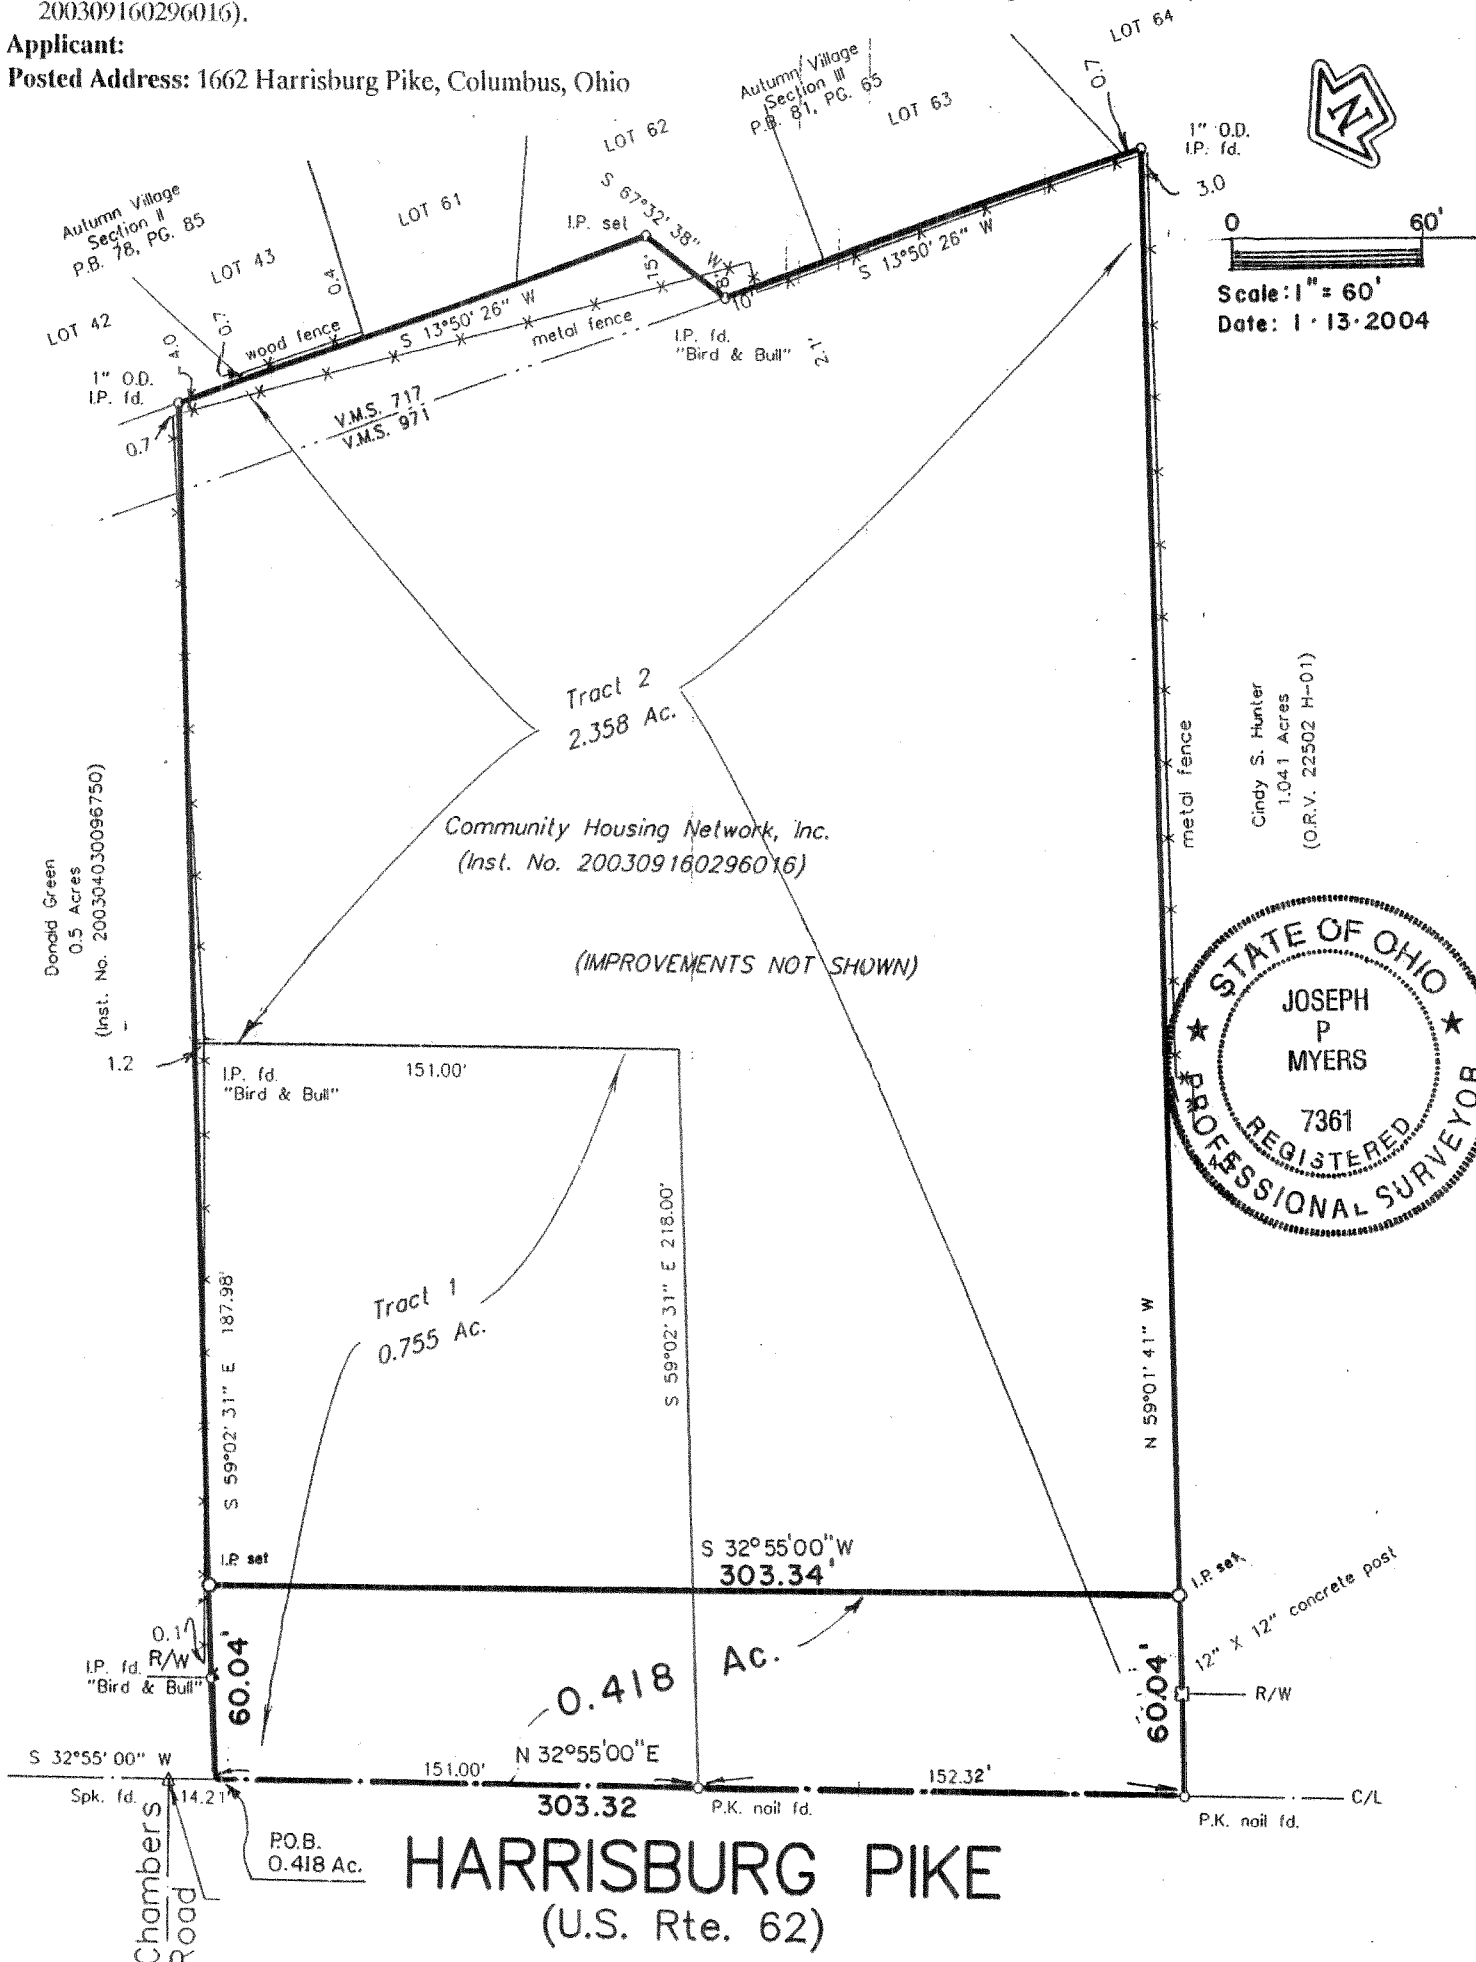 200309160296016).
Applicant:
Posted Address: 1662 Harrisburg Pike, Columbus, Ohio
LOT 64
0.7
Autumn Village
Section III
P.B. 81, PG. 65
LOT 63
LOT 62
N
1" O.D.
I.P. fd.
3.0
0 60'
Scale: 1" = 60'
Date: 1·13·2004
Autumn Village
Section II
P.B. 78, PG. 85
LOT 61
I.P. set
S 67°32'38" W
LOT 43
0.4
LOT 42
15'
8'
10'
S 13°50'26" W
4.0
0.7
wood fence
S 13°50'26" W
metal fence
I.P. fd.
"Bird & Bull"
2.1'
1" O.D.
I.P. fd.
0.7
V.M.S. 717
V.M.S. 971
Tract 2
2.358 Ac.
metal fence
Cindy S. Hunter
1.041 Acres
(O.R.V. 22502 H-01)
Community Housing Network, Inc.
(Inst. No. 200309160296016)
Donald Green
0.5 Acres
(Inst. No. 200304030096750)
(IMPROVEMENTS NOT SHOWN)
STATE OF OHIO
JOSEPH
P
MYERS
7361
REGISTERED
PROFESSIONAL SURVEYOR
1.2
I.P. fd.
"Bird & Bull"
151.00'
S 59°02'31" E 218.00'
Tract 1
0.755 Ac.
S 59°02'31" E 187.98'
N 59°01'41" W
I.P. set
S 32°55'00" W
303.34'
I.P. set
12" X 12" concrete post
0.1'
R/W
I.P. fd.
"Bird & Bull"
60.04'
0.418 Ac.
60.04'
R/W
S 32°55'00" W
N 32°55'00" E
151.00'
152.32'
Spk. fd.
14.21'
303.32
P.K. nail fd.
C/L
P.K. nail fd.
P.O.B.
0.418 Ac.
Chambers
Road
HARRISBURG PIKE
(U.S. Rte. 62)